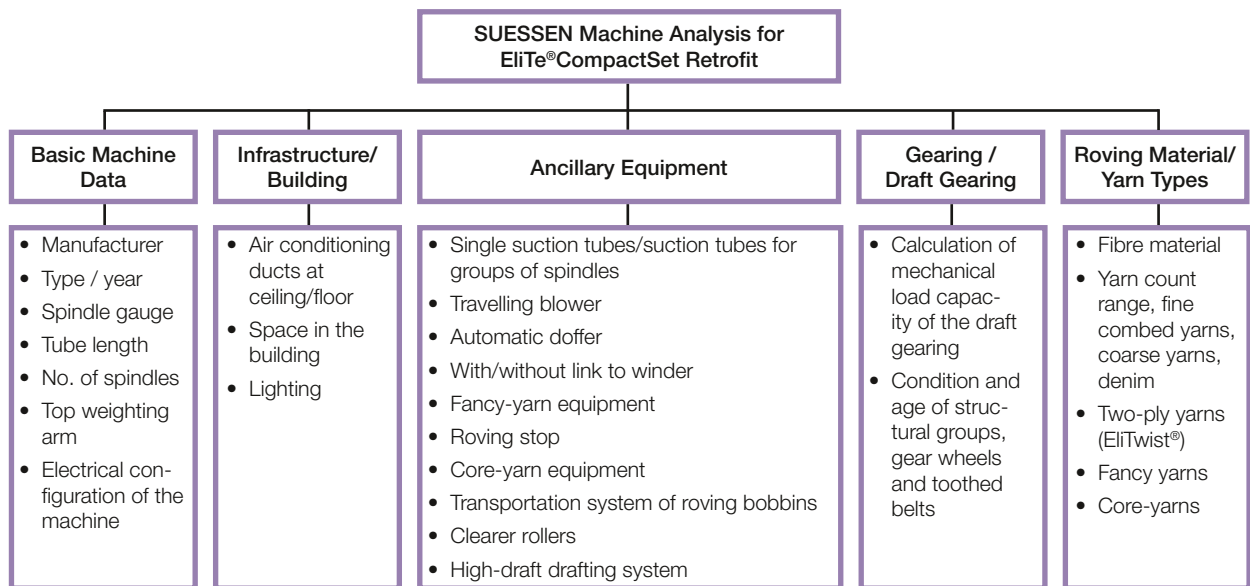 SUESSEN Machine Analysis for
EliTe®CompactSet Retrofit
Basic Machine
Data
• Manufacturer
• Type / year
• Spindle gauge
• Tube length
• No. of spindles
• Top weighting
arm
• Electrical con-
figuration of the
machine
Infrastructure/
Building
• Air conditioning
ducts at
ceiling/floor
• Space in the
building
• Lighting
Ancillary Equipment
• Single suction tubes/suction tubes for
groups of spindles
• Travelling blower
• Automatic doffer
• With/without link to winder
• Fancy-yarn equipment
• Roving stop
• Core-yarn equipment
• Transportation system of roving bobbins
• Clearer rollers
• High-draft drafting system
Gearing /
Draft Gearing
• Calculation of
mechanical
load capac-
ity of the draft
gearing
• Condition and
age of struc-
tural groups,
gear wheels
and toothed
belts
Roving Material/
Yarn Types
• Fibre material
• Yarn count
range, fine
combed yarns,
coarse yarns,
denim
• Two-ply yarns
(EliTwist®)
• Fancy yarns
• Core-yarns